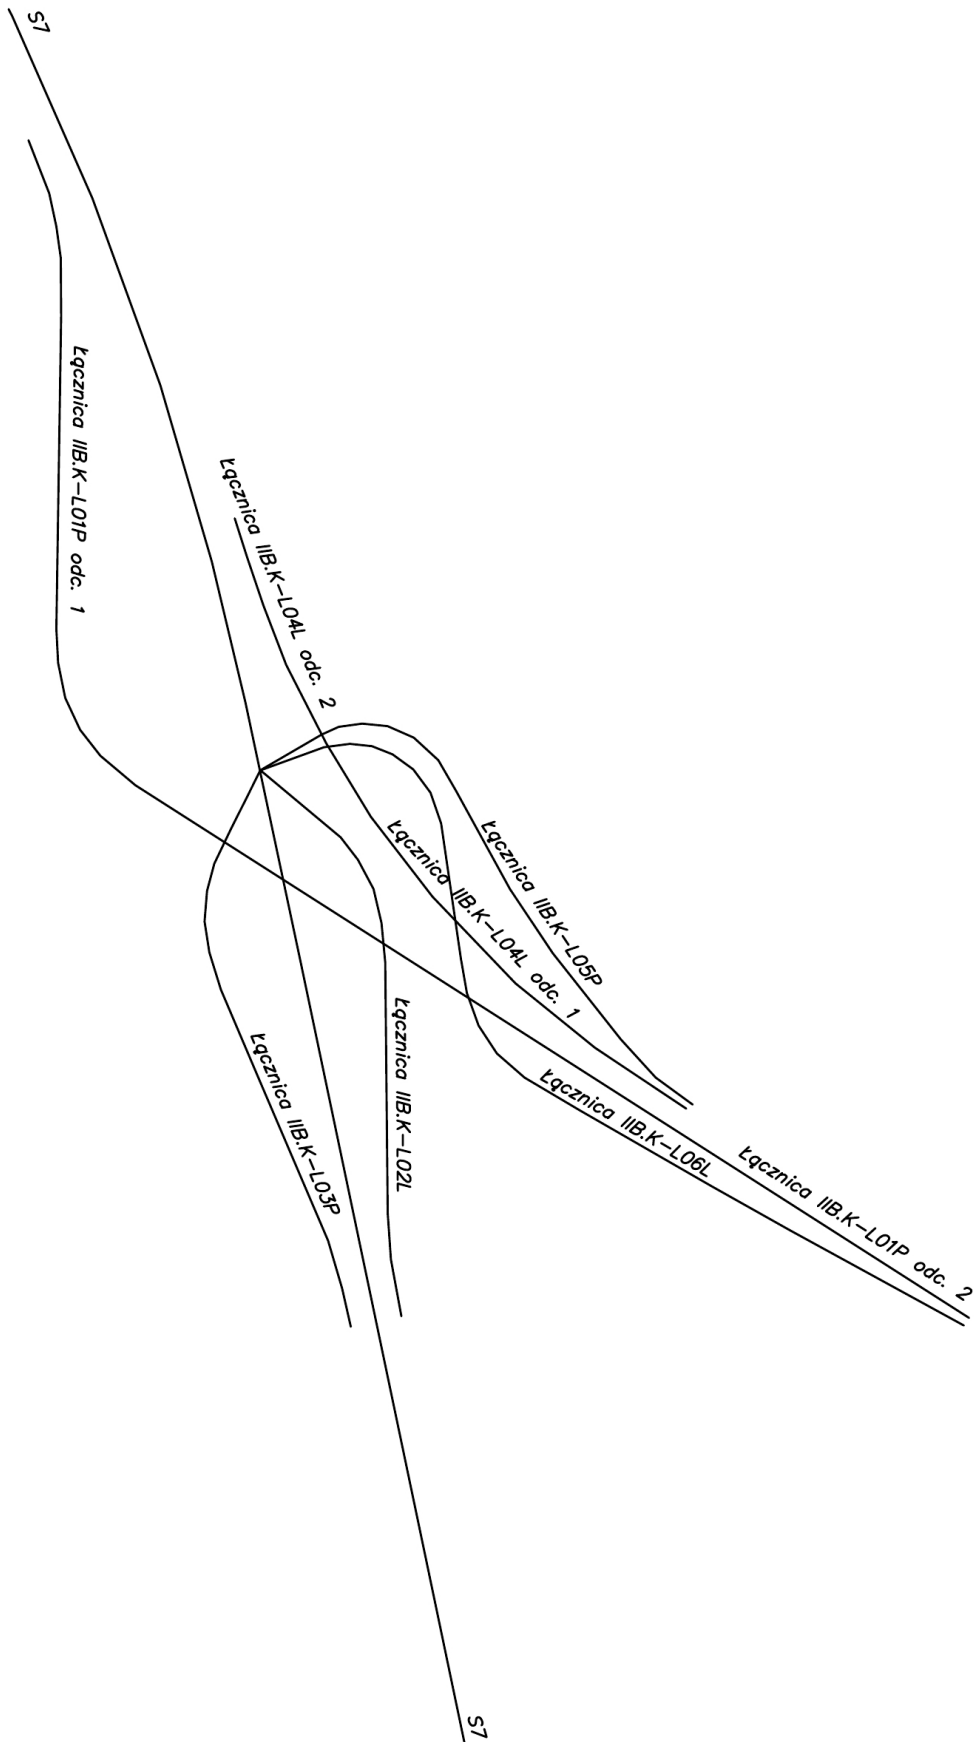 S7
Łącznica IIB.K-L01P odc. 1
Łącznica IIB.K-L04L odc. 2
Łącznica IIB.K-L04L odc. 1
Łącznica IIB.K-L05P
Łącznica IIB.K-L02L
Łącznica IIB.K-L03P
Łącznica IIB.K-L06L
Łącznica IIB.K-L01P odc. 2
S7